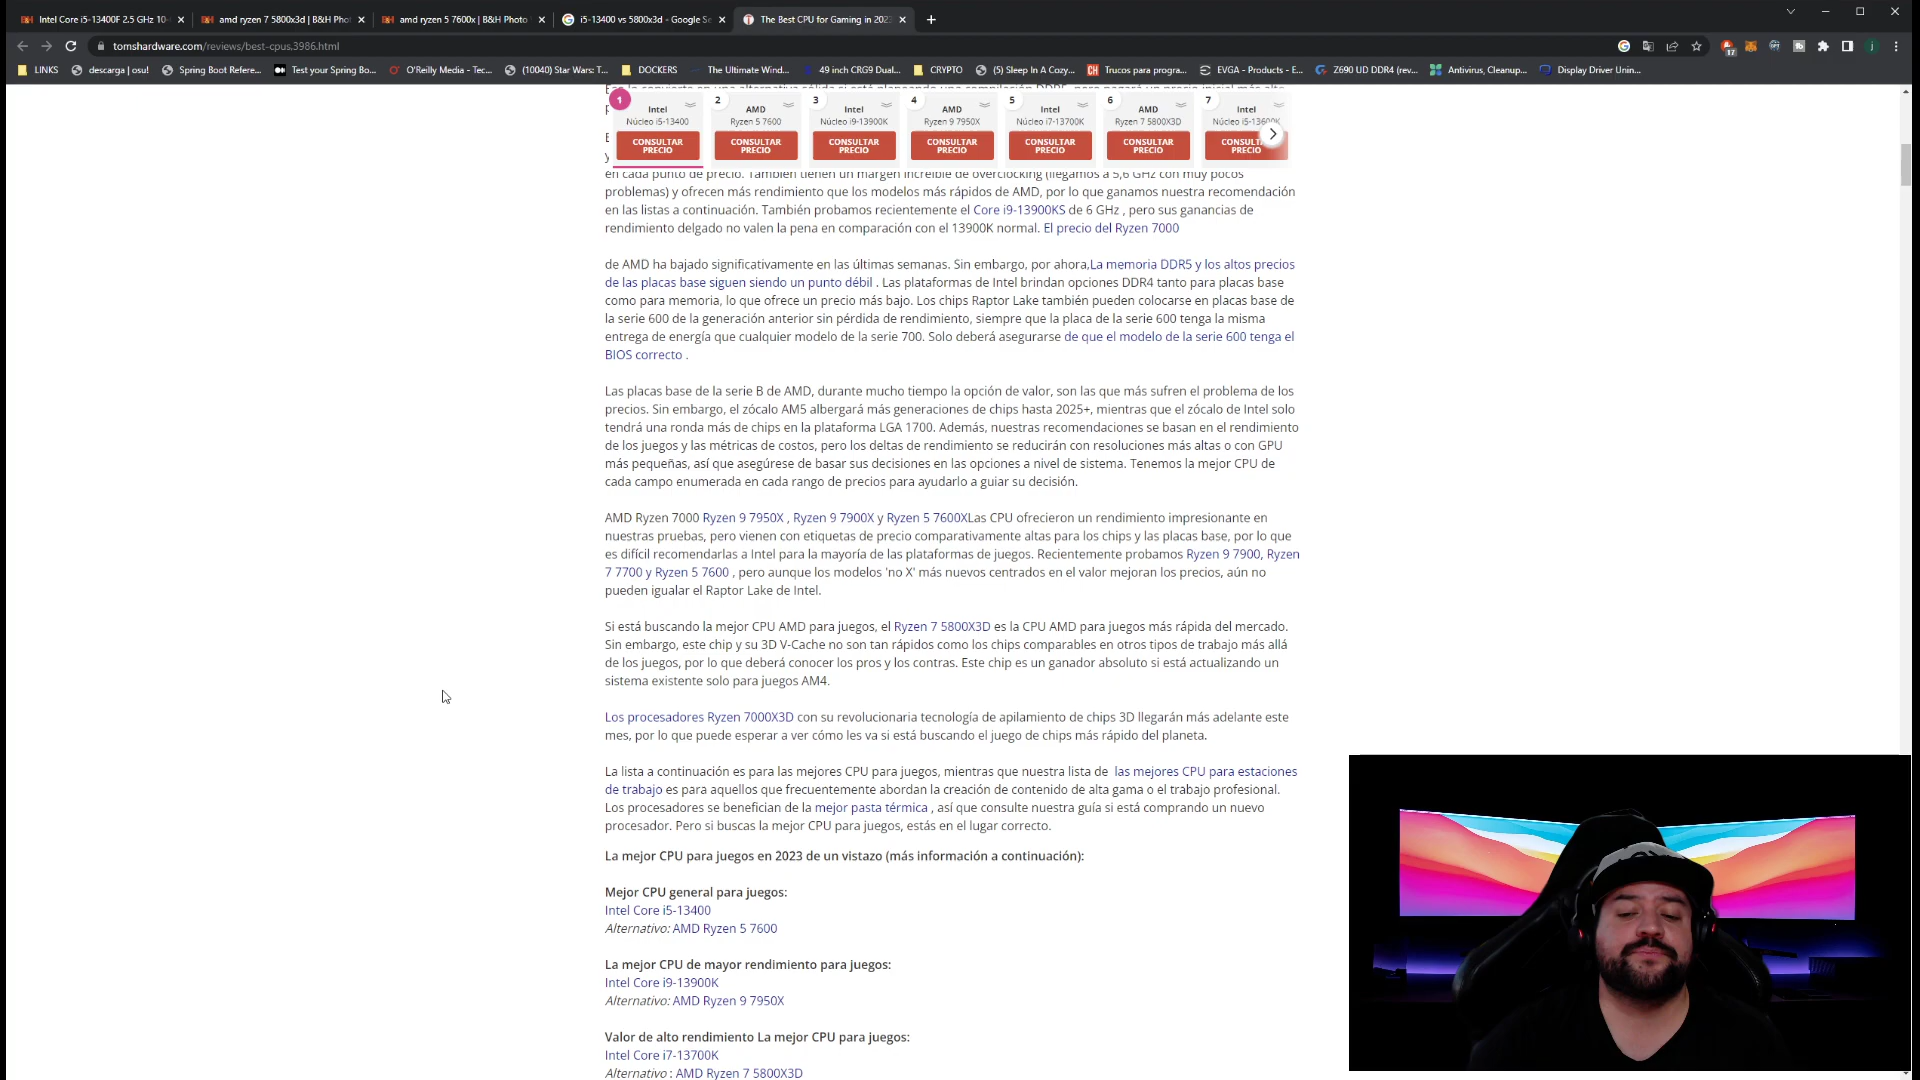 Intel Core i5-13400F 2.5 GHz 10-
amd ryzen 7 5800x3d | B&H Phot
amd ryzen 5 7600x | B&H Photo
i5-13400 vs 5800x3d - Google Se
The Best CPU for Gaming in 202
tomshardware.com/reviews/best-cpus,3986.html
LINKS
descarga | osu!
Spring Boot Refere...
Test your Spring Bo...
O'Reilly Media - Tec...
(10040) Star Wars: T...
DOCKERS
The Ultimate Wind...
49 inch CRG9 Dual...
CRYPTO
(5) Sleep In A Cozy...
Trucos para progra...
EVGA - Products - E...
Z690 UD DDR4 (rev...
Antivirus, Cleanup...
Display Driver Unin...
1 Intel
Núcleo i5-13400
CONSULTAR PRECIO
2 AMD
Ryzen 5 7600
CONSULTAR PRECIO
3 Intel
Núcleo i9-13900K
CONSULTAR PRECIO
4 AMD
Ryzen 9 7950X
CONSULTAR PRECIO
5 Intel
Núcleo i7-13700K
CONSULTAR PRECIO
6 AMD
Ryzen 7 5800X3D
CONSULTAR PRECIO
7 Intel
Núcleo i5-13600K
en cada punto de precio. También tienen un margen increíble de overclocking (llegamos a 5,6 GHz con muy pocos
problemas) y ofrecen más rendimiento que los modelos más rápidos de AMD, por lo que ganamos nuestra recomendación
en las listas a continuación. También probamos recientemente el Core i9-13900KS de 6 GHz , pero sus ganancias de
rendimiento delgado no valen la pena en comparación con el 13900K normal. El precio del Ryzen 7000
de AMD ha bajado significativamente en las últimas semanas. Sin embargo, por ahora,La memoria DDR5 y los altos precios
de las placas base siguen siendo un punto débil . Las plataformas de Intel brindan opciones DDR4 tanto para placas base
como para memoria, lo que ofrece un precio más bajo. Los chips Raptor Lake también pueden colocarse en placas base de
la serie 600 de la generación anterior sin pérdida de rendimiento, siempre que la placa de la serie 600 tenga la misma
entrega de energía que cualquier modelo de la serie 700. Solo deberá asegurarse de que el modelo de la serie 600 tenga el
BIOS correcto .
Las placas base de la serie B de AMD, durante mucho tiempo la opción de valor, son las que más sufren el problema de los
precios. Sin embargo, el zócalo AM5 albergará más generaciones de chips hasta 2025+, mientras que el zócalo de Intel solo
tendrá una ronda más de chips en la plataforma LGA 1700. Además, nuestras recomendaciones se basan en el rendimiento
de los juegos y las métricas de costos, pero los deltas de rendimiento se reducirán con resoluciones más altas o con GPU
más pequeñas, así que asegúrese de basar sus decisiones en las opciones a nivel de sistema. Tenemos la mejor CPU de
cada campo enumerada en cada rango de precios para ayudarlo a guiar su decisión.
AMD Ryzen 7000 Ryzen 9 7950X , Ryzen 9 7900X y Ryzen 5 7600XLas CPU ofrecieron un rendimiento impresionante en
nuestras pruebas, pero vienen con etiquetas de precio comparativamente altas para los chips y las placas base, por lo que
es difícil recomendarlas a Intel para la mayoría de las plataformas de juegos. Recientemente probamos Ryzen 9 7900, Ryzen
7 7700 y Ryzen 5 7600 , pero aunque los modelos 'no X' más nuevos centrados en el valor mejoran los precios, aún no
pueden igualar el Raptor Lake de Intel.
Si está buscando la mejor CPU AMD para juegos, el Ryzen 7 5800X3D es la CPU AMD para juegos más rápida del mercado.
Sin embargo, este chip y su 3D V-Cache no son tan rápidos como los chips comparables en otros tipos de trabajo más allá
de los juegos, por lo que deberá conocer los pros y los contras. Este chip es un ganador absoluto si está actualizando un
sistema existente solo para juegos AM4.
Los procesadores Ryzen 7000X3D con su revolucionaria tecnología de apilamiento de chips 3D llegarán más adelante este
mes, por lo que puede esperar a ver cómo les va si está buscando el juego de chips más rápido del planeta.
La lista a continuación es para las mejores CPU para juegos, mientras que nuestra lista de las mejores CPU para estaciones
de trabajo es para aquellos que frecuentemente abordan la creación de contenido de alta gama o el trabajo profesional.
Los procesadores se benefician de la mejor pasta térmica , así que consulte nuestra guía si está comprando un nuevo
procesador. Pero si buscas la mejor CPU para juegos, estás en el lugar correcto.
La mejor CPU para juegos en 2023 de un vistazo (más información a continuación):
Mejor CPU general para juegos:
Intel Core i5-13400
Alternativo: AMD Ryzen 5 7600
La mejor CPU de mayor rendimiento para juegos:
Intel Core i9-13900K
Alternativo: AMD Ryzen 9 7950X
Valor de alto rendimiento La mejor CPU para juegos:
Intel Core i7-13700K
Alternativo : AMD Ryzen 7 5800X3D